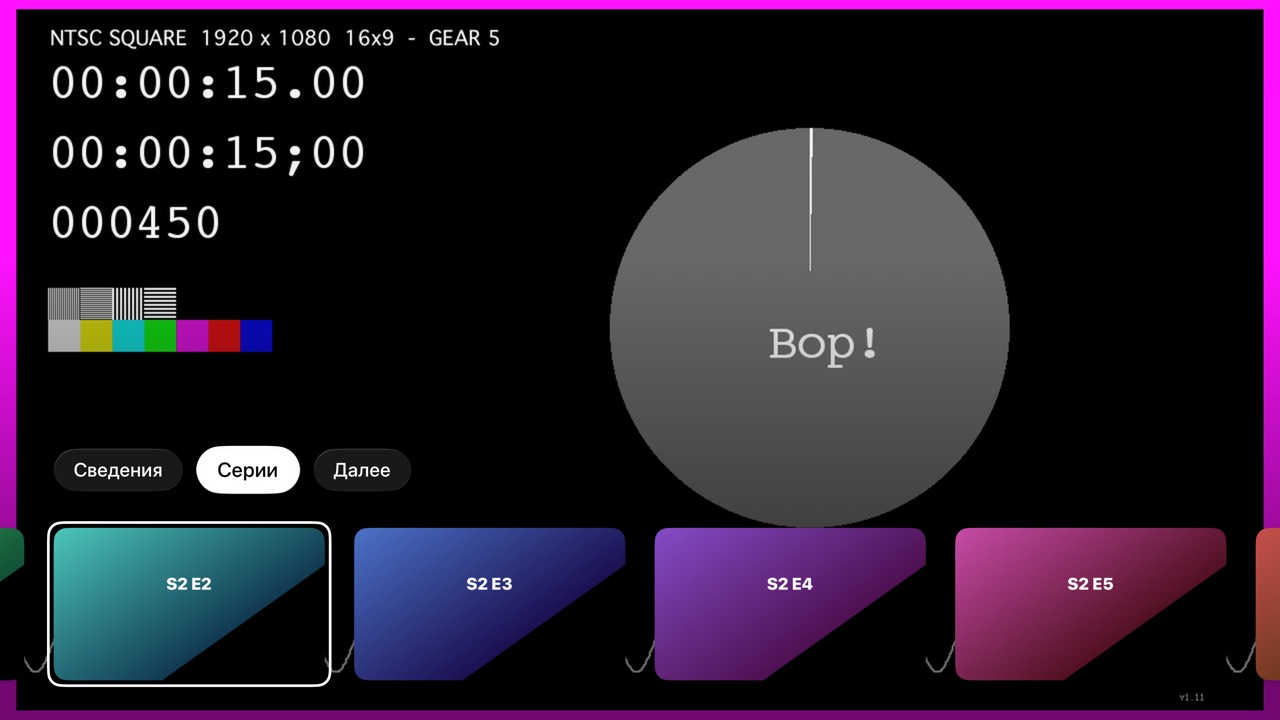 NTSC SQUARE 1920 x 1080 16x9 - GEAR 5
00:00:15.00
00:00:15;00
000450
Bop!
Сведения Серии Далее
S2 E2 S2 E3 S2 E4 S2 E5
v1.11